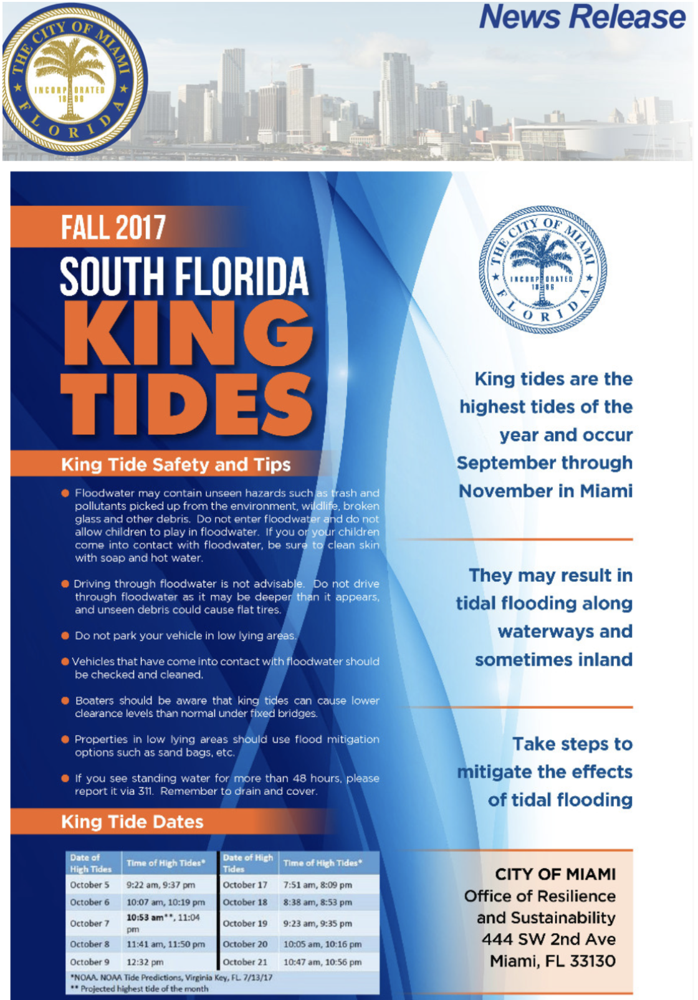 News Release
THE CITY OF MIAMI
INCORPORATED
18 96
FLORIDA
FALL 2017
SOUTH FLORIDA
KING
TIDES
King Tide Safety and Tips
Floodwater may contain unseen hazards such as trash and
pollutants picked up from the environment, wildlife, broken
glass and other debris. Do not enter floodwater and do not
allow children to play in floodwater. If you or your children
come into contact with floodwater, be sure to clean skin
with soap and hot water.
Driving through floodwater is not advisable. Do not drive
through floodwater as it may be deeper than it appears,
and unseen debris could cause flat tires.
Do not park your vehicle in low lying areas.
Vehicles that have come into contact with floodwater should
be checked and cleaned.
Boaters should be aware that king tides can cause lower
clearance levels than normal under fixed bridges.
Properties in low lying areas should use flood mitigation
options such as sand bags, etc.
If you see standing water for more than 48 hours, please
report it via 311. Remember to drain and cover.
King Tide Dates
Date of High Tides Time of High Tides* Date of High Tides Time of High Tides*
October 5 9:22 am, 9:37 pm October 17 7:51 am, 8:09 pm
October 6 10:07 am, 10:19 pm October 18 8:38 am, 8:53 pm
October 7 10:53 am**, 11:04 pm October 19 9:23 am, 9:35 pm
October 8 11:41 am, 11:50 pm October 20 10:05 am, 10:16 pm
October 9 12:32 pm October 21 10:47 am, 10:56 pm
*NOAA. NOAA Tide Predictions, Virginia Key, FL. 7/13/17
** Projected highest tide of the month
THE CITY OF MIAMI
INCORPORATED
18 96
FLORIDA
King tides are the
highest tides of the
year and occur
September through
November in Miami
They may result in
tidal flooding along
waterways and
sometimes inland
Take steps to
mitigate the effects
of tidal flooding
CITY OF MIAMI
Office of Resilience
and Sustainability
444 SW 2nd Ave
Miami, FL 33130